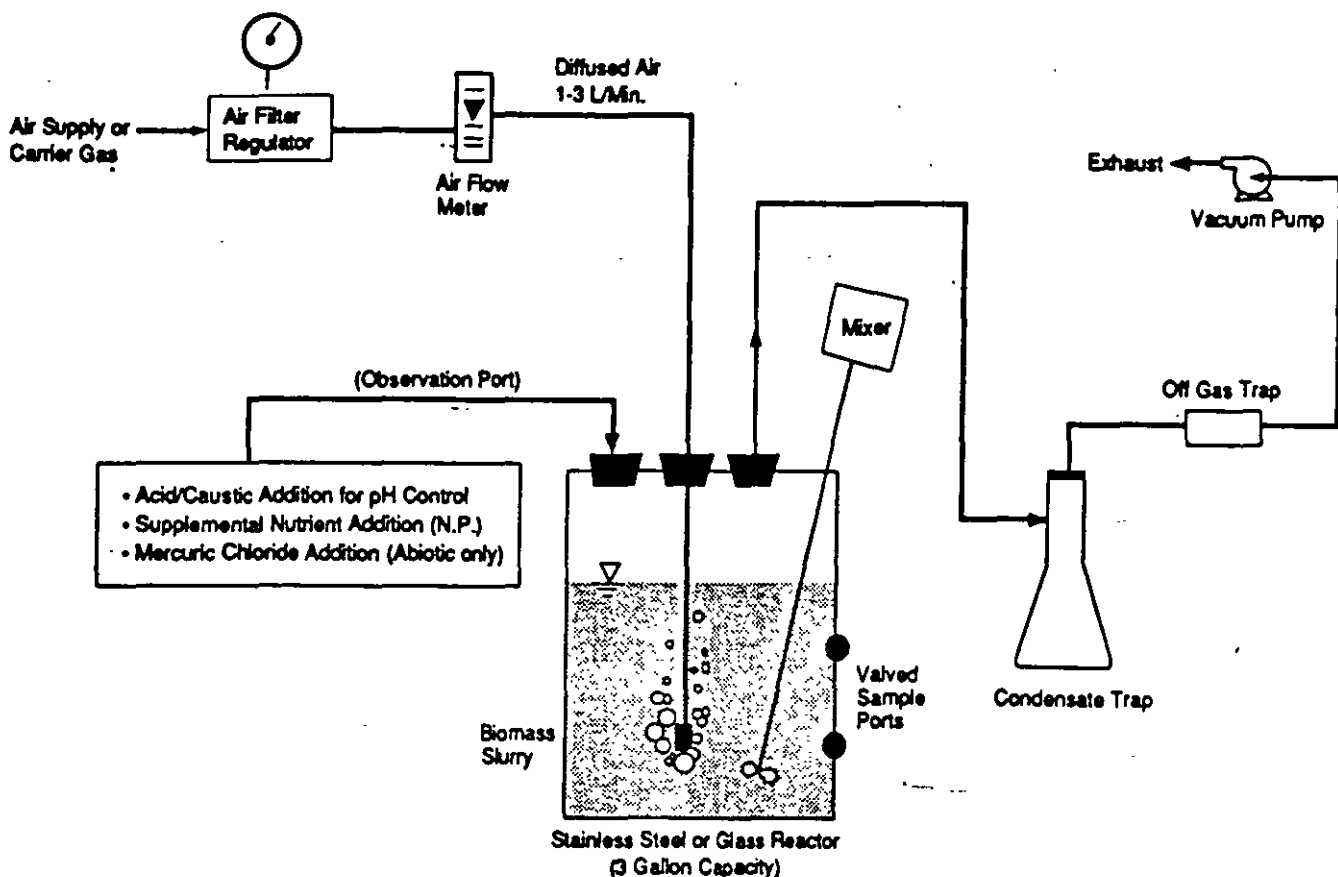 Diffused Air
1-3 L/Min.
Air Filter
Regulator
Air Supply or
Carrier Gas
Air Flow
Meter
Exhaust
Vacuum Pump
Mixer
(Observation Port)
Off Gas Trap
• Acid/Caustic Addition for pH Control
• Supplemental Nutrient Addition (N.P.)
• Mercuric Chloride Addition (Abiotic only)
Valved
Sample
Ports
Condensate Trap
Biomass
Slurry
Stainless Steel or Glass Reactor
(3 Gallon Capacity)